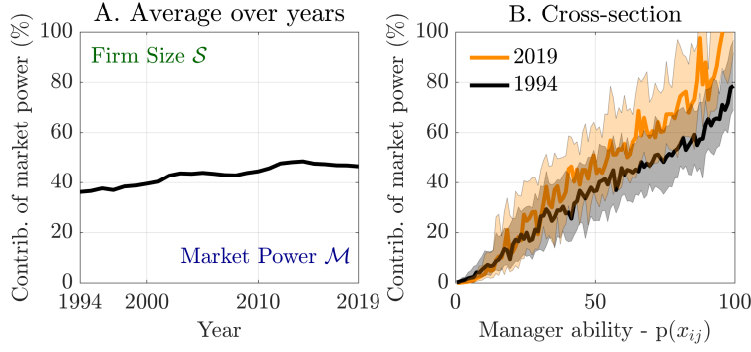 A. Average over years
Contrib. of market power (%)
100
80
60
40
20
0
Firm Size 𝒮
Market Power ℳ
1994
2000
2010
2019
Year
B. Cross-section
Contrib. of market power (%)
100
80
60
40
20
0
2019
1994
0
50
100
Manager ability - p(x_{ij})